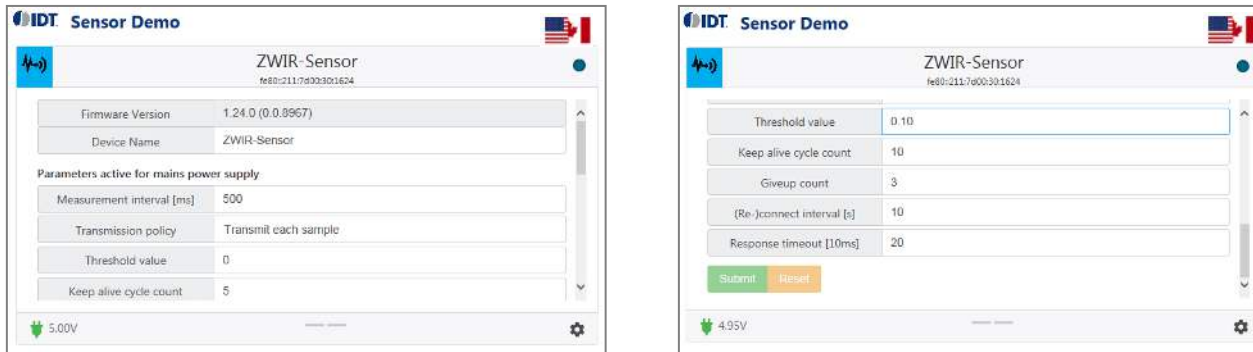 IDT. Sensor Demo
ZWIR-Sensor
fe80::211:7d00:30:1624
Firmware Version 1.24.0 (0.0.8967)
Device Name ZWIR-Sensor
Parameters active for mains power supply
Measurement interval [ms] 500
Transmission policy Transmit each sample
Threshold value 0
Keep alive cycle count 5
5.00V
IDT. Sensor Demo
ZWIR-Sensor
fe80::211:7d00:30:1624
Threshold value 0.10
Keep alive cycle count 10
Giveup count 3
(Re-)connect interval [s] 10
Response timeout [10ms] 20
Submit Reset
4.95V